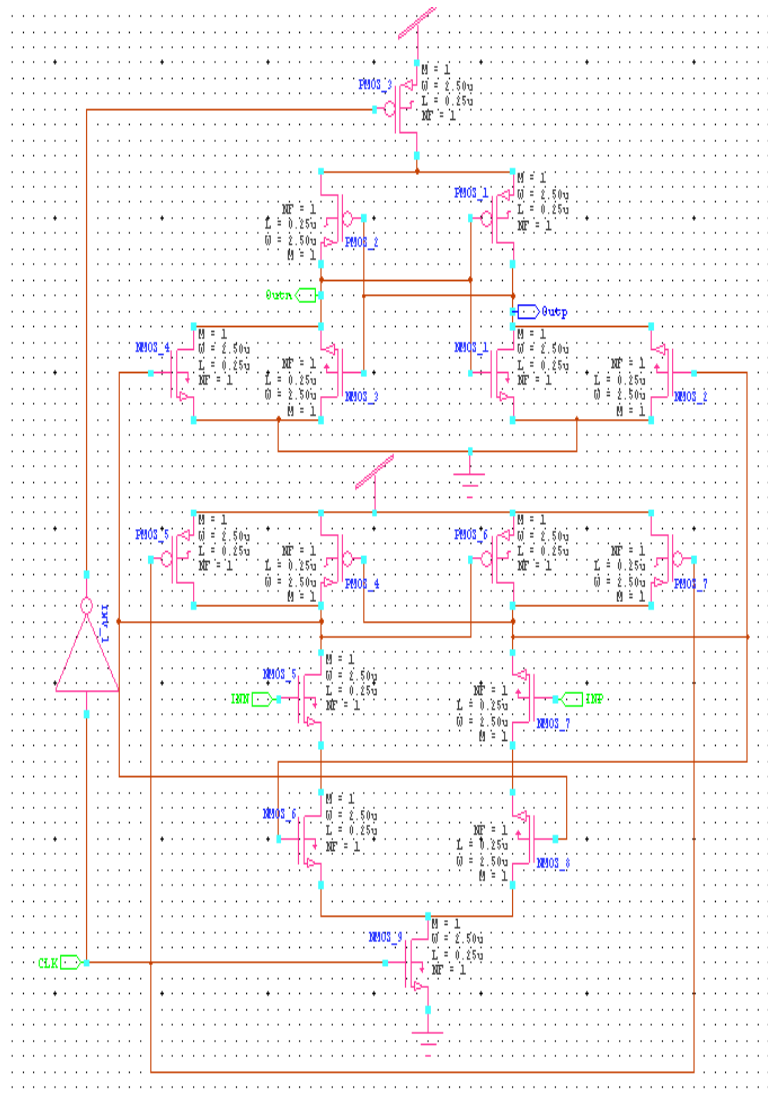 M = 1
PMOS_3
W = 2.50u
L = 0.25u
NF = 1
M = 1
PMOS_1
W = 2.50u
L = 0.25u
NF = 1
NF = 1
L = 0.25u
W = 2.50u
PMOS_2
M = 1
Outn
Outp
M = 1
NMOS_4
W = 2.50u
L = 0.25u
NF = 1
NF = 1
L = 0.25u
W = 2.50u
NMOS_3
M = 1
M = 1
NMOS_1
W = 2.50u
L = 0.25u
NF = 1
NF = 1
L = 0.25u
W = 2.50u
NMOS_2
M = 1
M = 1
PMOS_5
W = 2.50u
L = 0.25u
NF = 1
NF = 1
L = 0.25u
W = 2.50u
PMOS_4
M = 1
M = 1
PMOS_6
W = 2.50u
L = 0.25u
NF = 1
NF = 1
L = 0.25u
W = 2.50u
PMOS_7
M = 1
INV_1
M = 1
NMOS_5
W = 2.50u
L = 0.25u
NF = 1
INN
NF = 1
L = 0.25u
W = 2.50u
NMOS_7
M = 1
INP
M = 1
NMOS_6
W = 2.50u
L = 0.25u
NF = 1
NF = 1
L = 0.25u
W = 2.50u
NMOS_8
M = 1
M = 1
NMOS_9
W = 2.50u
L = 0.25u
NF = 1
CLK